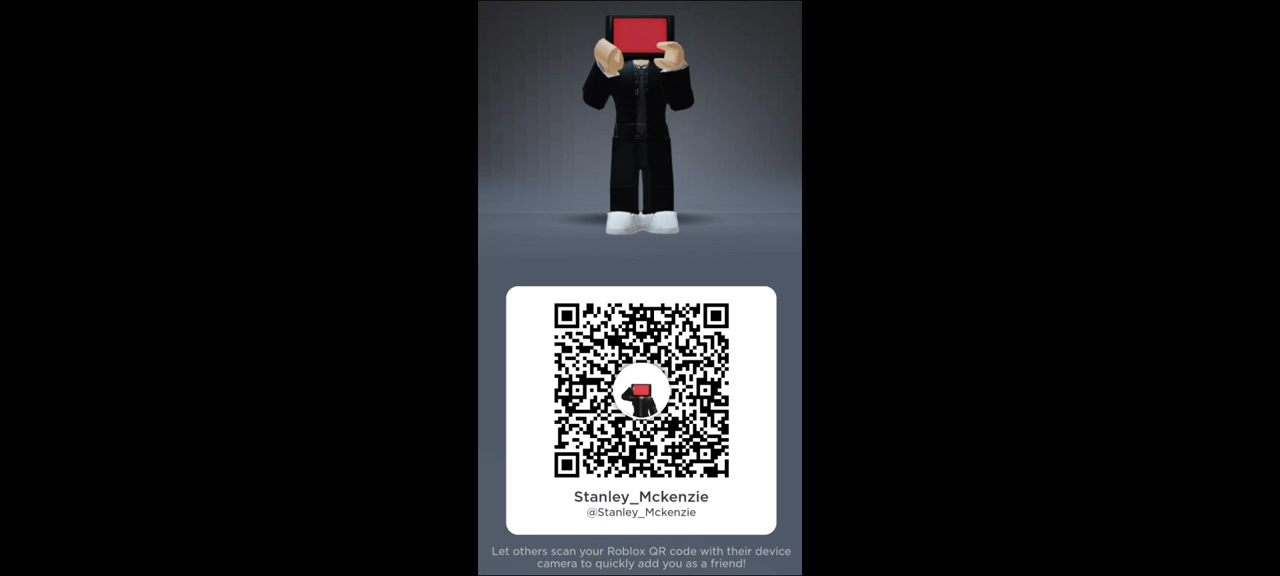 Stanley_Mckenzie
@Stanley_Mckenzie
Let others scan your Roblox QR code with their device
camera to quickly add you as a friend!